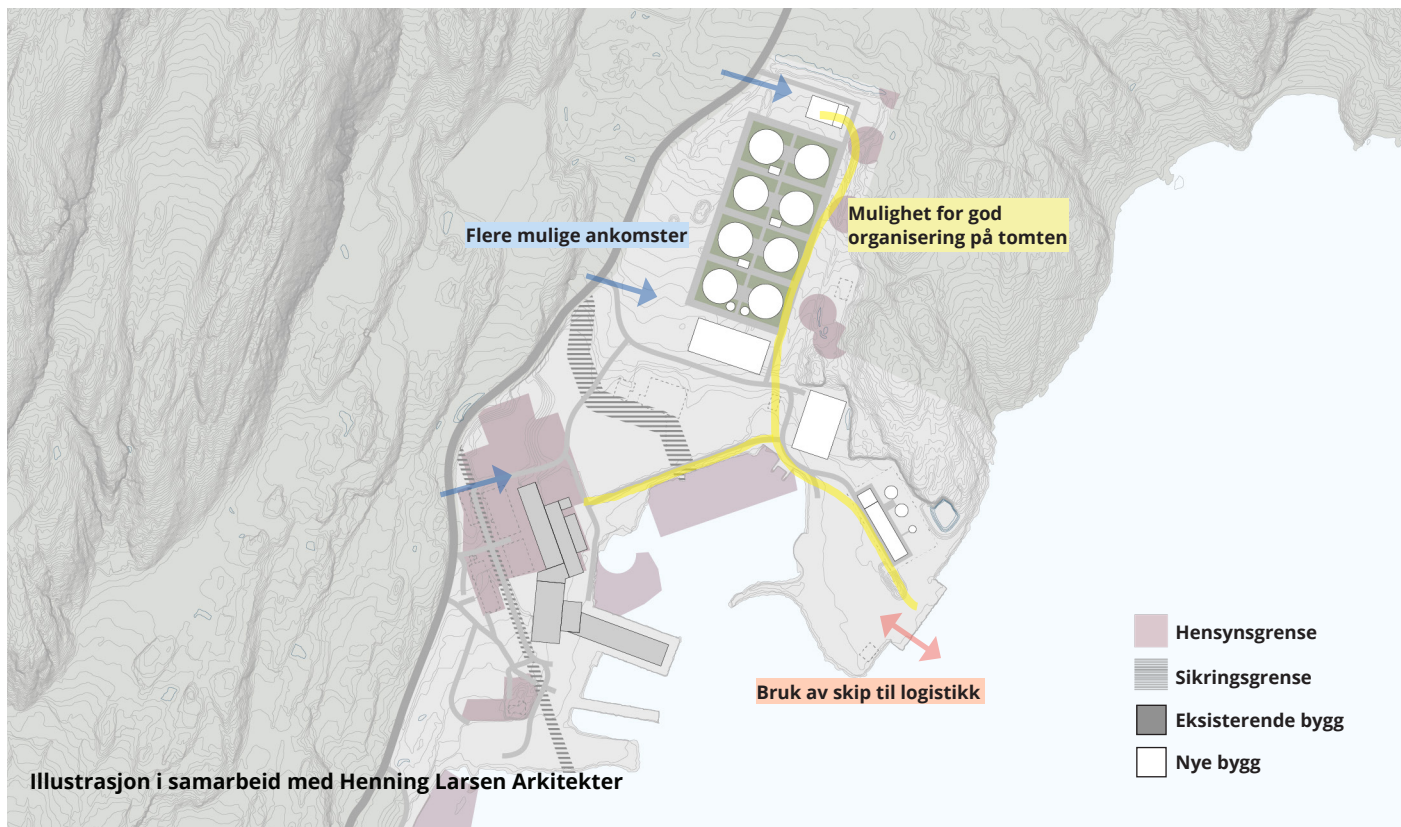 Flere mulige ankomster
Mulighet for god
organisering på tomten
Bruk av skip til logistikk
Hensynsgrense
Sikringsgrense
Eksisterende bygg
Nye bygg
Illustrasjon i samarbeid med Henning Larsen Arkitekter